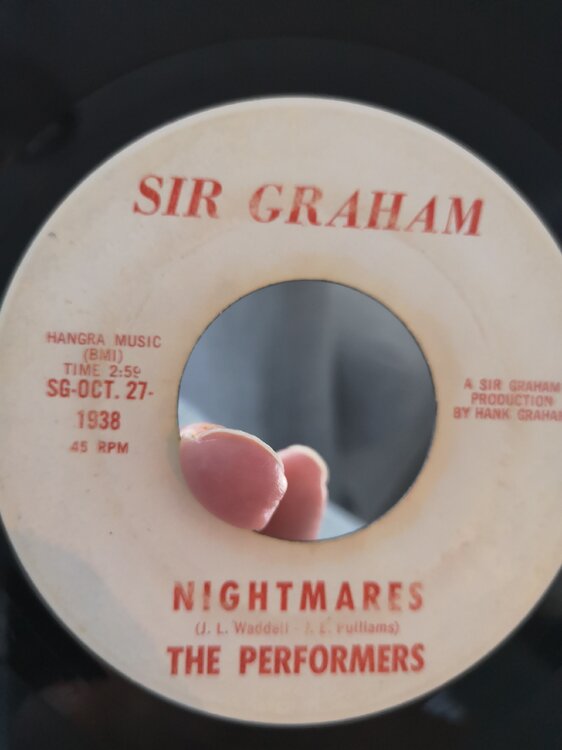 SIR GRAHAM
HANGRA MUSIC
(BMI)
TIME 2:59
SG-OCT. 27-
1938
45 RPM
A SIR GRAHAM
PRODUCTION
BY HANK GRAHAM
NIGHTMARES
(J. L. Waddell - J. L. Pulliams)
THE PERFORMERS